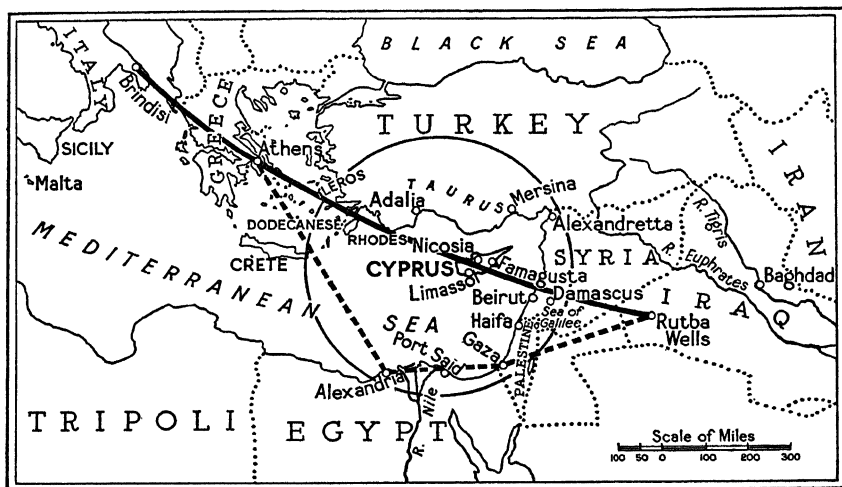 BLACK SEA
ITALY
Brindisi
GREECE
TURKEY
SICILY
Athens
Malta
LEROS
Adalia
TAURUS
Mersina
IRAN
R. Tigris
Alexandretta
DODECANESE
RHODES
Nicosia
SYRIA
R. Euphrates
Baghdad
MEDITERRANEAN
CRETE
CYPRUS
Famagusta
Limassol
Beirut
Damascus
IRAQ
SEA
Haifa
Sea of
Galilee
Rutba
Wells
Port Said
Gaza
PALESTINE
Alexandria
R. Nile
TRIPOLI
EGYPT
Scale of Miles
100 50 0 100 200 300